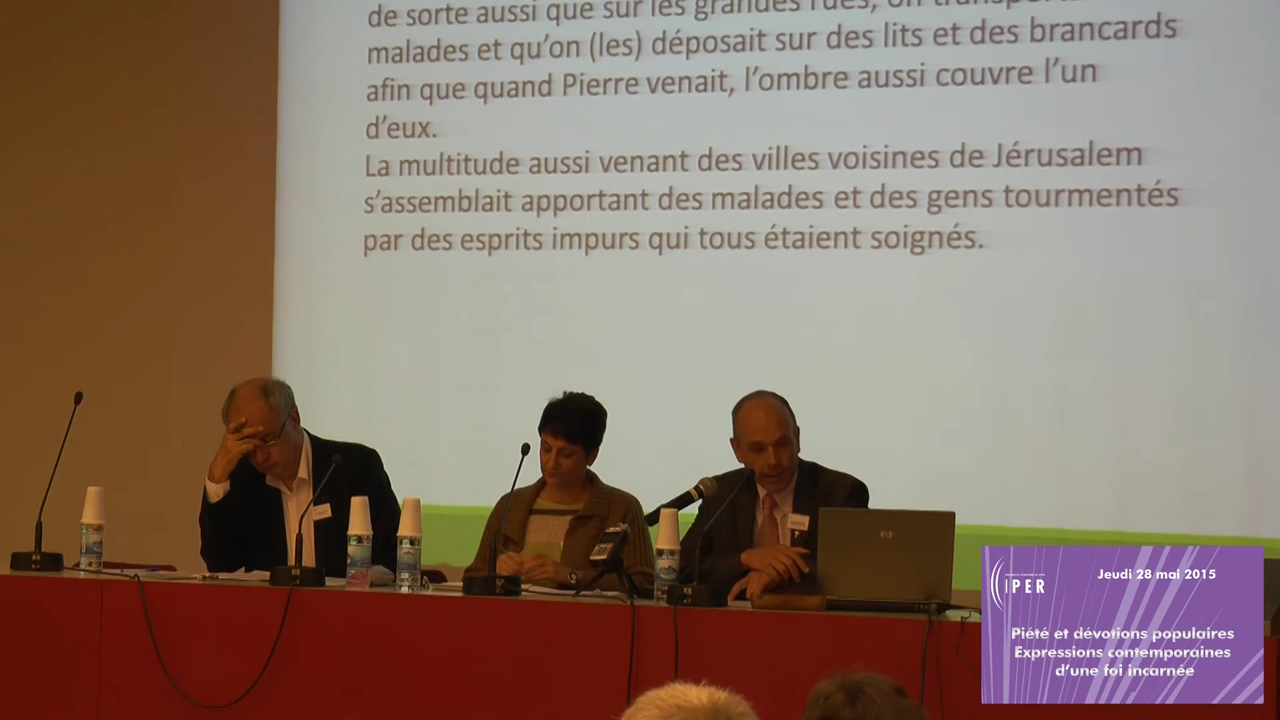 de sorte aussi que sur les grandes rues, on
malades et qu’on (les) déposait sur des lits et des brancards
afin que quand Pierre venait, l’ombre aussi couvre l’un
d’eux.
La multitude aussi venant des villes voisines de Jérusalem
s’assemblait apportant des malades et des gens tourmentés
par des esprits impurs qui tous étaient soignés.
hp
IPER
Jeudi 28 mai 2015
Piété et dévotions populaires
Expressions contemporaines
d’une foi incarnée